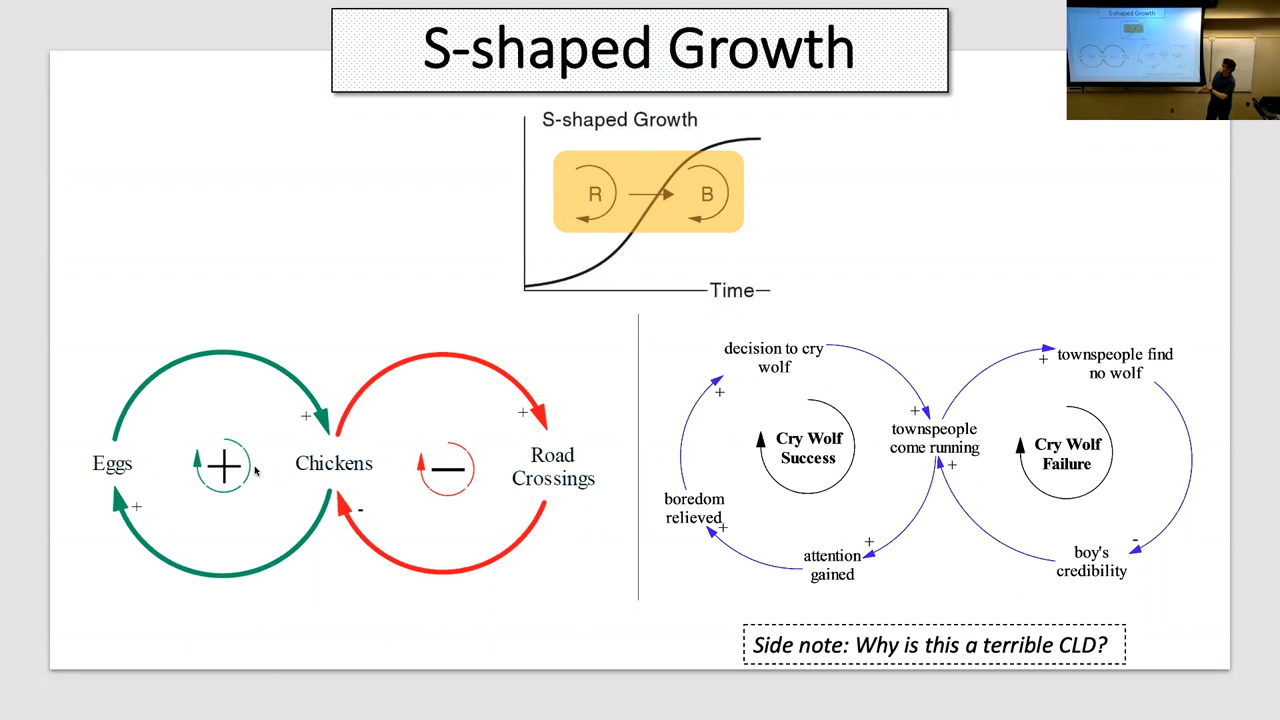 S-shaped Growth
S-shaped Growth
S-shaped Growth
R
B
Time
+
+
Eggs
+
Chickens
−
Road
Crossings
+
-
decision to cry
wolf
+
townspeople find
no wolf
+
+
townspeople
come running
+
Cry Wolf
Success
Cry Wolf
Failure
boredom
relieved
+
+
attention
gained
-
boy's
credibility
Side note: Why is this a terrible CLD?